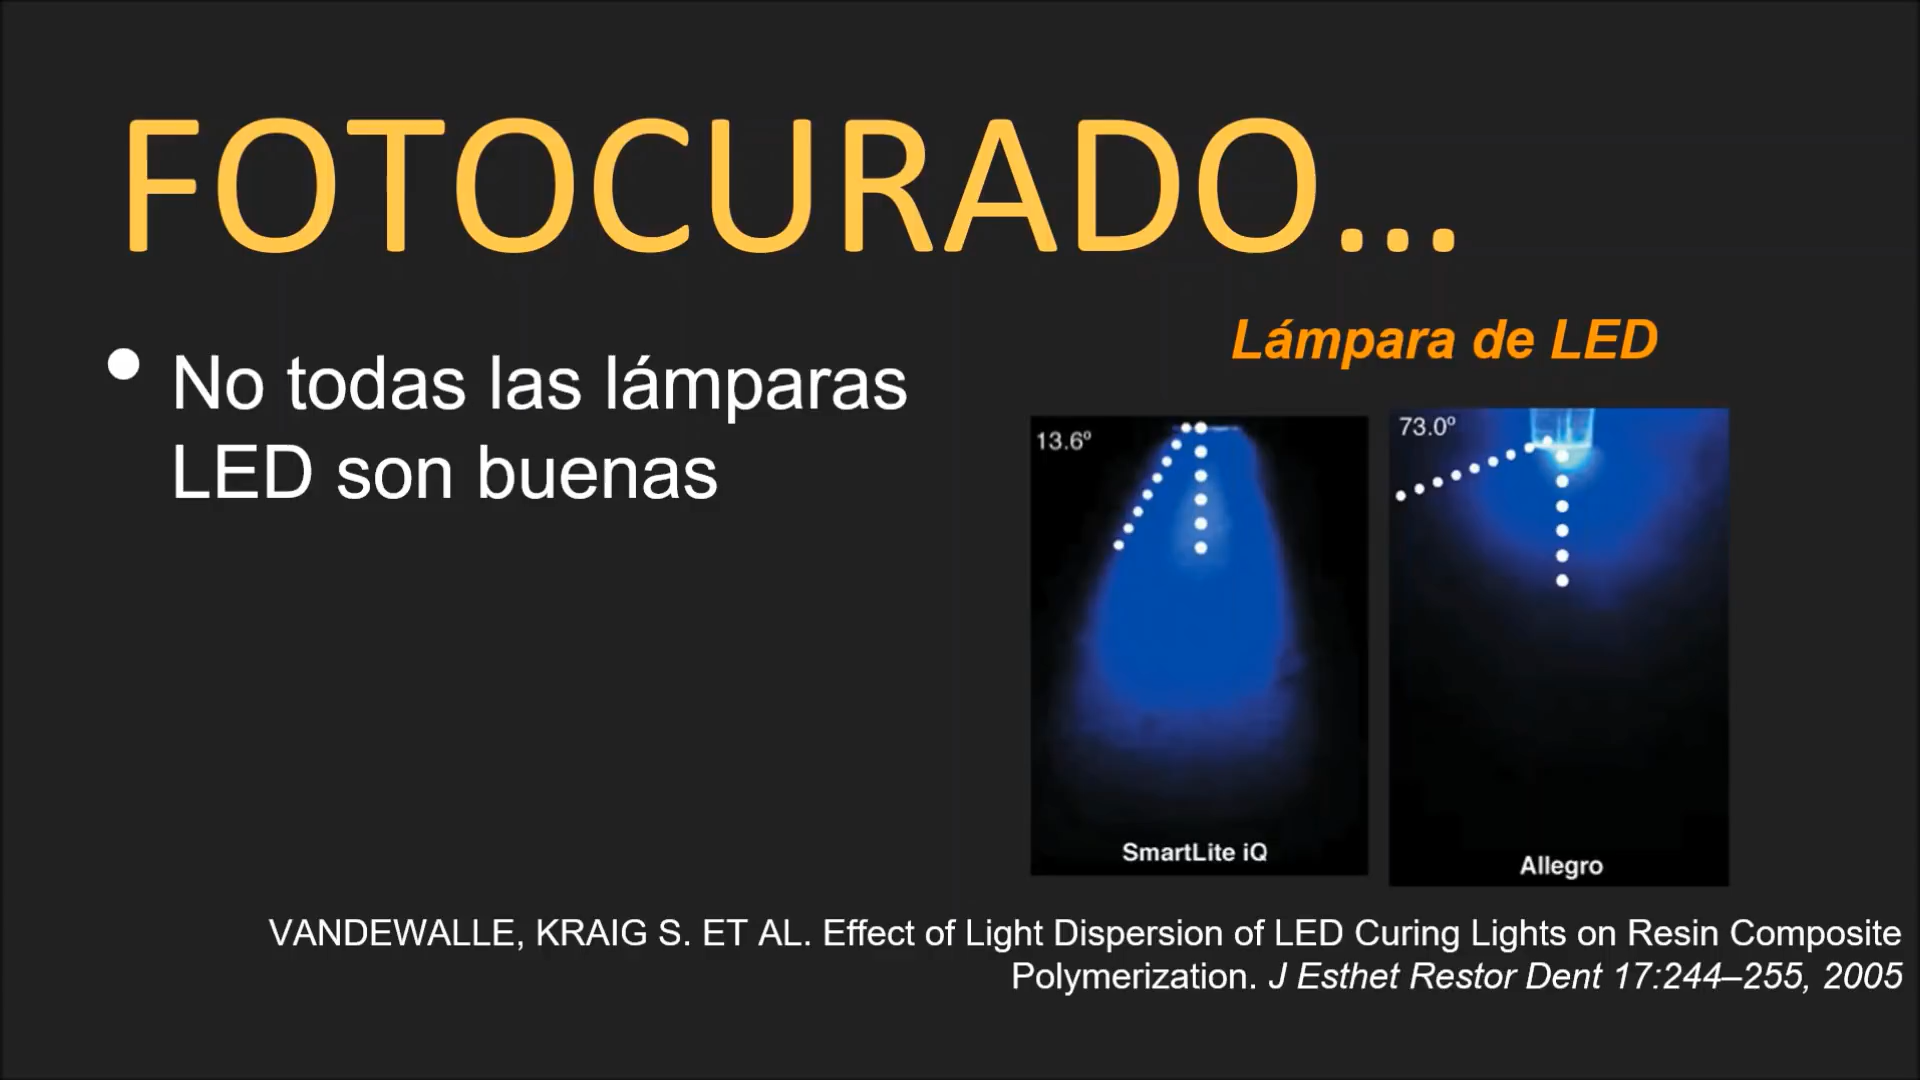 FOTOCURADO...
• No todas las lámparas
LED son buenas
Lámpara de LED
13.6º
SmartLite iQ
73.0º
Allegro
VANDEWALLE, KRAIG S. ET AL. Effect of Light Dispersion of LED Curing Lights on Resin Composite
Polymerization. J Esthet Restor Dent 17:244–255, 2005